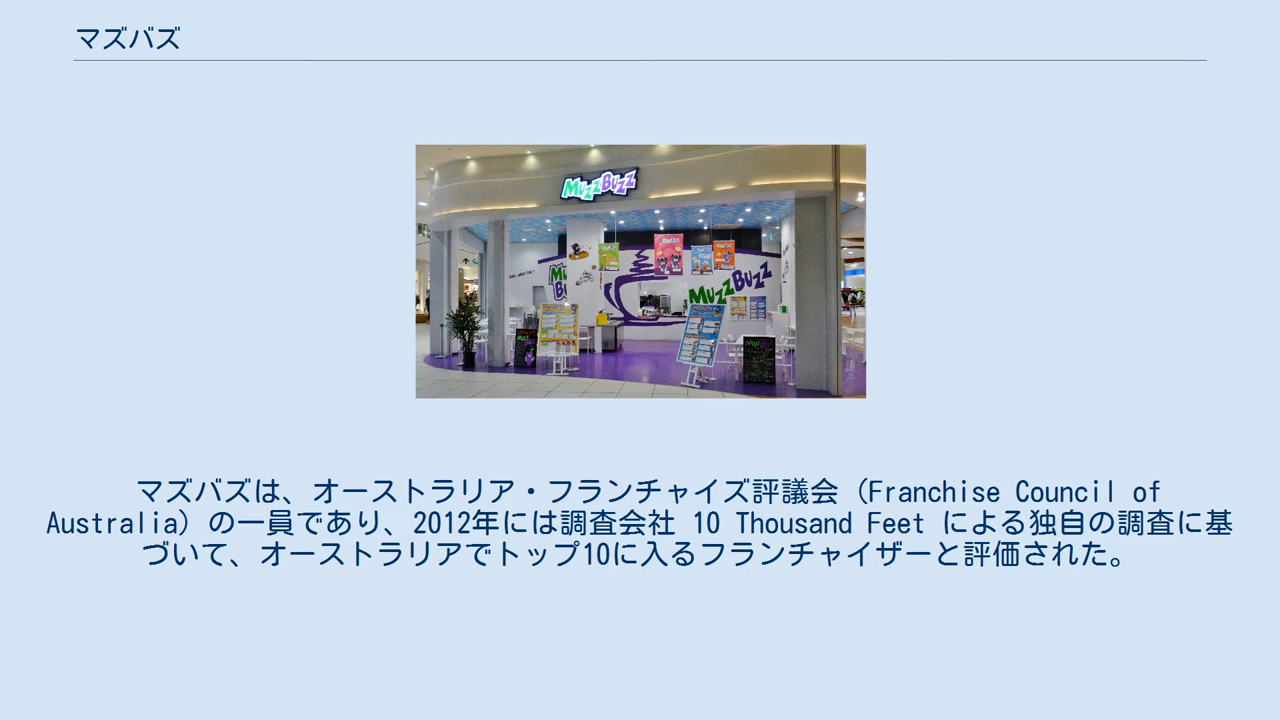 マズバズ
MUZZBUZZ
MUZZBUZZ
マズバズは、オーストラリア・フランチャイズ評議会（Franchise Council of
Australia）の一員であり、2012年には調査会社 10 Thousand Feet による独自の調査に基
づいて、オーストラリアでトップ10に入るフランチャイザーと評価された。